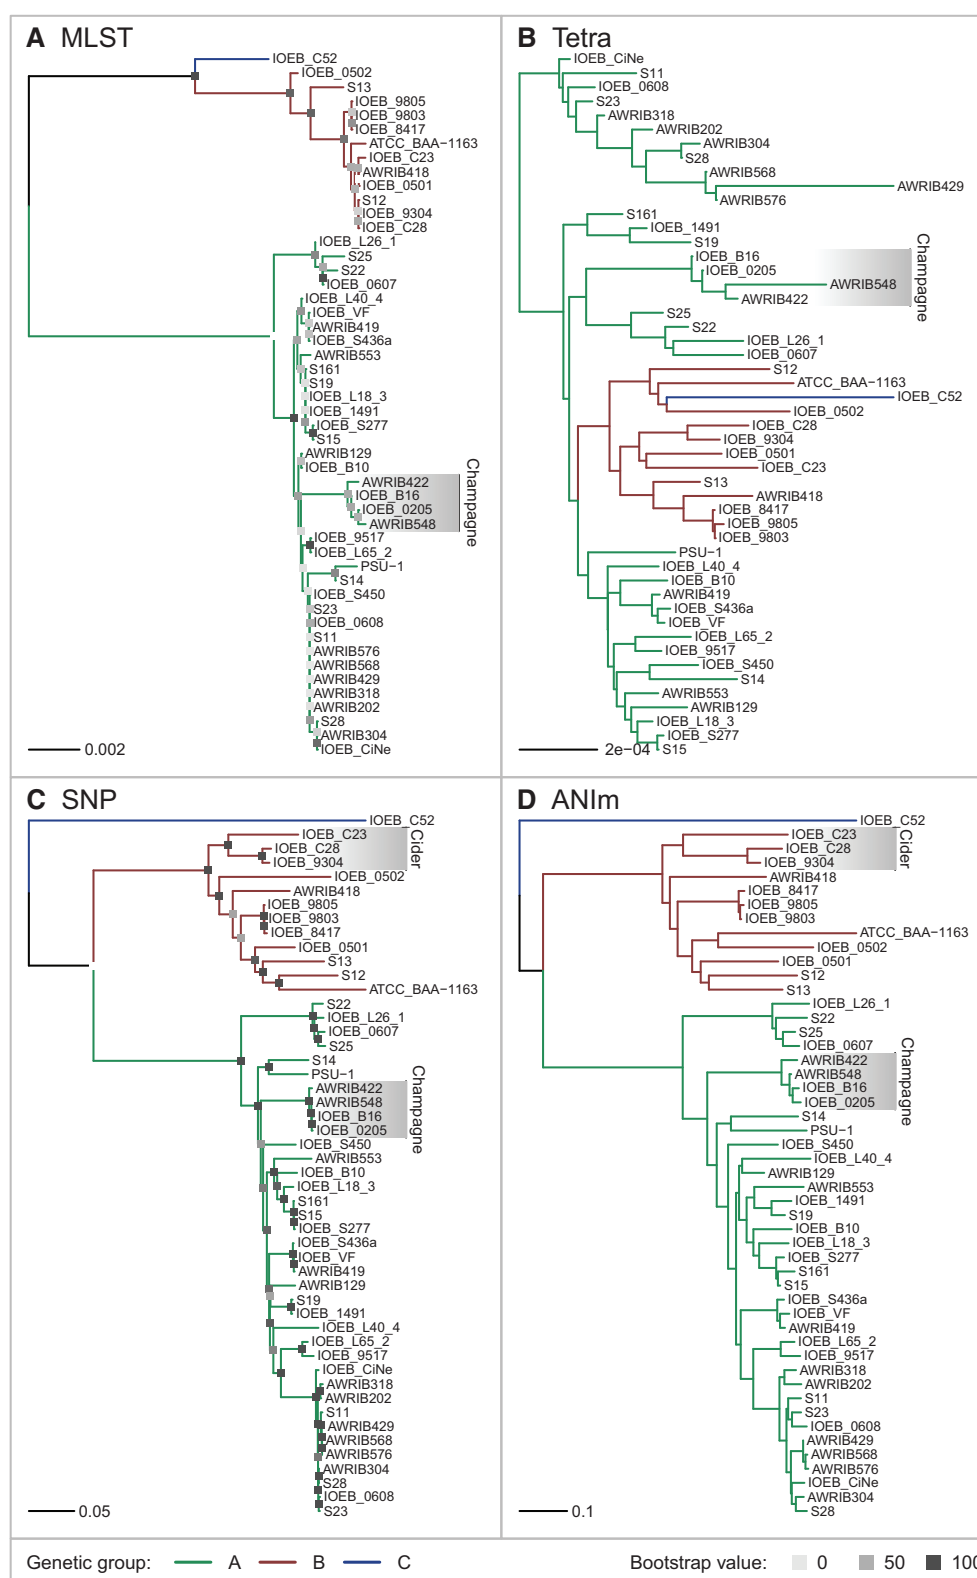 A MLST
IOEB_C52
IOEB_0502
S13
IOEB_9805
IOEB_9803
IOEB_8417
ATCC_BAA−1163
IOEB_C23
AWRIB418
IOEB_0501
S12
IOEB_9304
IOEB_C28
IOEB_L26_1
S25
S22
IOEB_0607
IOEB_L40_4
IOEB_VF
AWRIB419
IOEB_S436a
AWRIB553
S161
S19
IOEB_L18_3
IOEB_1491
IOEB_S277
S15
AWRIB129
IOEB_B10
AWRIB422
IOEB_B16
IOEB_0205
AWRIB548
Champagne
IOEB_9517
IOEB_L65_2
PSU−1
S14
IOEB_S450
S23
IOEB_0608
S11
AWRIB576
AWRIB568
AWRIB429
AWRIB318
AWRIB202
S28
AWRIB304
IOEB_CiNe
0.002
B Tetra
IOEB_CiNe
S11
IOEB_0608
S23
AWRIB318
AWRIB202
AWRIB304
S28
AWRIB568
AWRIB429
AWRIB576
S161
IOEB_1491
S19
IOEB_B16
IOEB_0205
AWRIB548
AWRIB422
Champagne
S25
S22
IOEB_L26_1
IOEB_0607
S12
ATCC_BAA−1163
IOEB_C52
IOEB_0502
IOEB_C28
IOEB_9304
IOEB_0501
IOEB_C23
S13
AWRIB418
IOEB_8417
IOEB_9805
IOEB_9803
PSU−1
IOEB_L40_4
IOEB_B10
AWRIB419
IOEB_S436a
IOEB_VF
IOEB_L65_2
IOEB_9517
IOEB_S450
S14
AWRIB553
AWRIB129
IOEB_L18_3
IOEB_S277
S15
2e−04
C SNP
IOEB_C52
IOEB_C23
IOEB_C28
IOEB_9304
Cider
IOEB_0502
AWRIB418
IOEB_9805
IOEB_9803
IOEB_8417
IOEB_0501
S13
S12
ATCC_BAA−1163
S22
IOEB_L26_1
IOEB_0607
S25
S14
PSU−1
AWRIB422
AWRIB548
IOEB_B16
IOEB_0205
Champagne
IOEB_S450
AWRIB553
IOEB_B10
IOEB_L18_3
S161
S15
IOEB_S277
IOEB_S436a
IOEB_VF
AWRIB419
AWRIB129
S19
IOEB_1491
IOEB_L40_4
IOEB_L65_2
IOEB_9517
IOEB_CiNe
AWRIB318
AWRIB202
S11
AWRIB429
AWRIB568
AWRIB576
AWRIB304
S28
IOEB_0608
S23
0.05
D ANIm
IOEB_C52
IOEB_C23
IOEB_C28
IOEB_9304
Cider
AWRIB418
IOEB_8417
IOEB_9805
IOEB_9803
ATCC_BAA−1163
IOEB_0502
IOEB_0501
S12
S13
IOEB_L26_1
S22
S25
IOEB_0607
AWRIB422
AWRIB548
IOEB_B16
IOEB_0205
Champagne
S14
PSU−1
IOEB_S450
IOEB_L40_4
AWRIB129
AWRIB553
IOEB_1491
S19
IOEB_B10
IOEB_L18_3
IOEB_S277
S161
S15
IOEB_S436a
IOEB_VF
AWRIB419
IOEB_L65_2
IOEB_9517
AWRIB318
AWRIB202
S11
S23
IOEB_0608
AWRIB429
AWRIB568
AWRIB576
IOEB_CiNe
AWRIB304
S28
0.1
Genetic group: A B C
Bootstrap value: 0 50 100